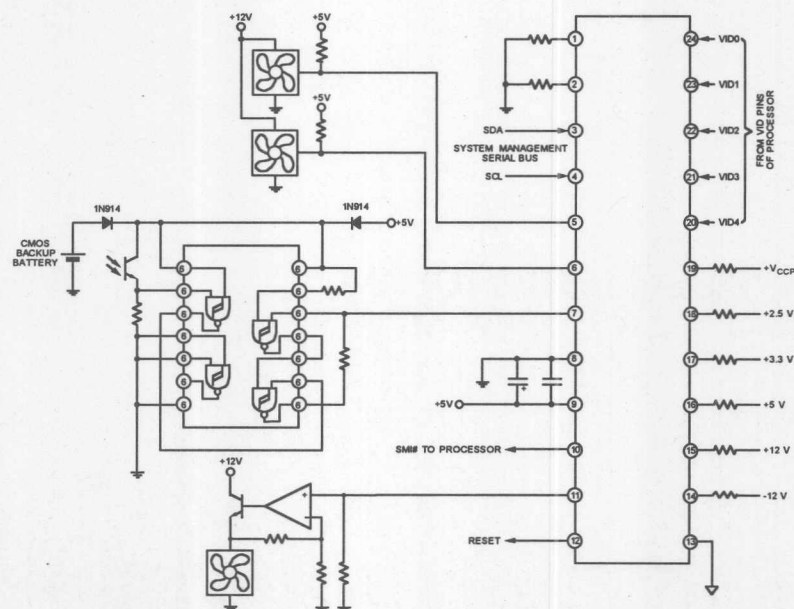 +12V
+5V
+5V
1N914
1N914
+5V
CMOS
BACKUP
BATTERY
6 6
6 6
6 6
6 6
6 6
6 6
6 6
+12V
+
−
SDA
SYSTEM MANAGEMENT
SERIAL BUS
SCL
+5V
+
SMI# TO PROCESSOR
RESET
1
2
3
4
5
6
7
8
9
10
11
12
24 VID0
23 VID1
22 VID2
21 VID3
20 VID4
FROM VID PINS
OF PROCESSOR
19 +VCCP
18 +2.5 V
17 +3.3 V
16 +5 V
15 +12 V
14 -12 V
13